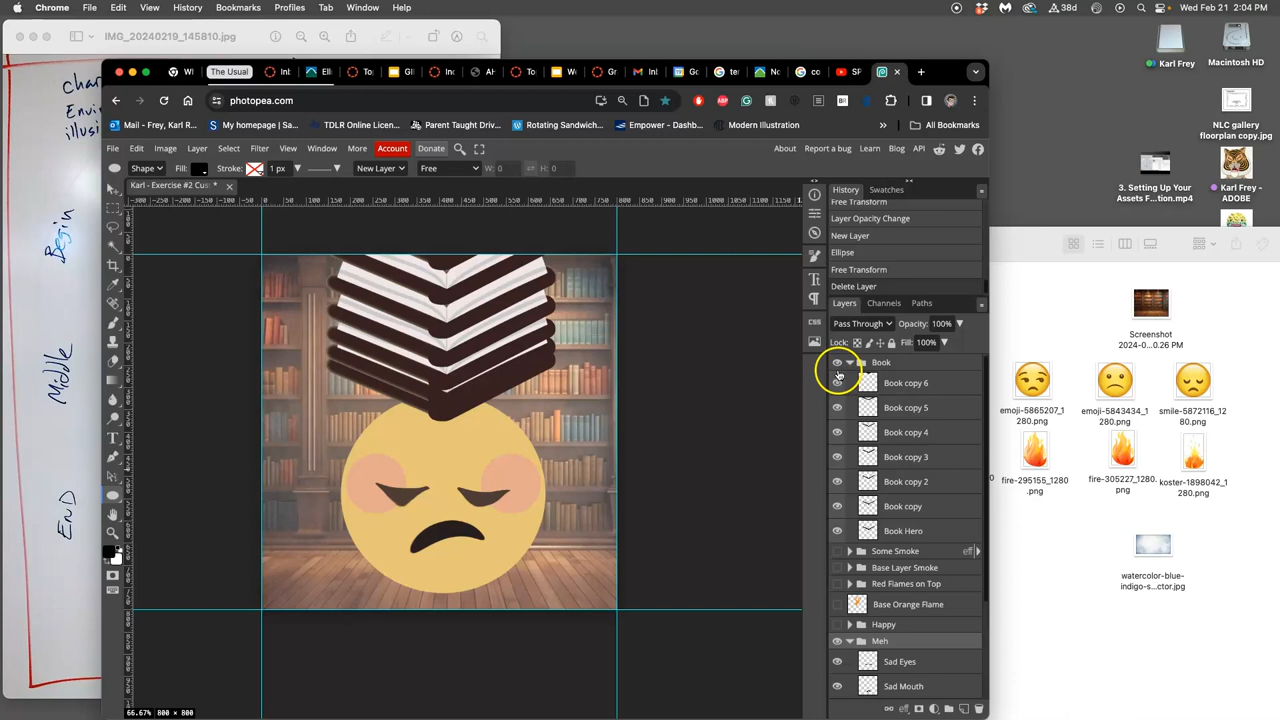 Chrome File Edit View History Bookmarks Profiles Tab Window Help 38d Wed Feb 21 2:04 PM
IMG_20240219_145810.jpg
The Usual
photopea.com
Mail - Frey, Karl R... My homepage | Sa... TDLR Online Licen... Parent Taught Driv... Rotating Sandwich... Empower - Dashb... Modern Illustration » All Bookmarks
File Edit Image Layer Select Filter View Window More Account Donate About Report a bug Learn Blog API
Shape Fill: Stroke: 1 px New Layer Free W: 0 H: 0
Karl - Exercise #2 Cus *
History Swatches
Free Transform
Layer Opacity Change
New Layer
Ellipse
Free Transform
Delete Layer
Layers Channels Paths
Pass Through Opacity: 100%
Lock: Fill: 100%
Book
Book copy 6
Book copy 5
Book copy 4
Book copy 3
Book copy 2
Book copy
Book Hero
Some Smoke eff
Base Layer Smoke
Red Flames on Top
Base Orange Flame
Happy
Meh
Sad Eyes
Sad Mouth
CSS
66.67% 800 × 800
Begin
Middle
END
Karl Frey
Macintosh HD
NLC gallery
floorplan copy.jpg
3. Setting Up Your
Assets F...tion.mp4
Karl Frey -
ADOBE
Screenshot
2024-0...0.26 PM
emoji-5865207_1
280.png
emoji-5843434_1
280.png
smile-5872116_12
80.png
fire-295155_1280
.png
fire-305227_1280.
png
koster-1898042_1
280.png
watercolor-blue-
indigo-s...ctor.jpg